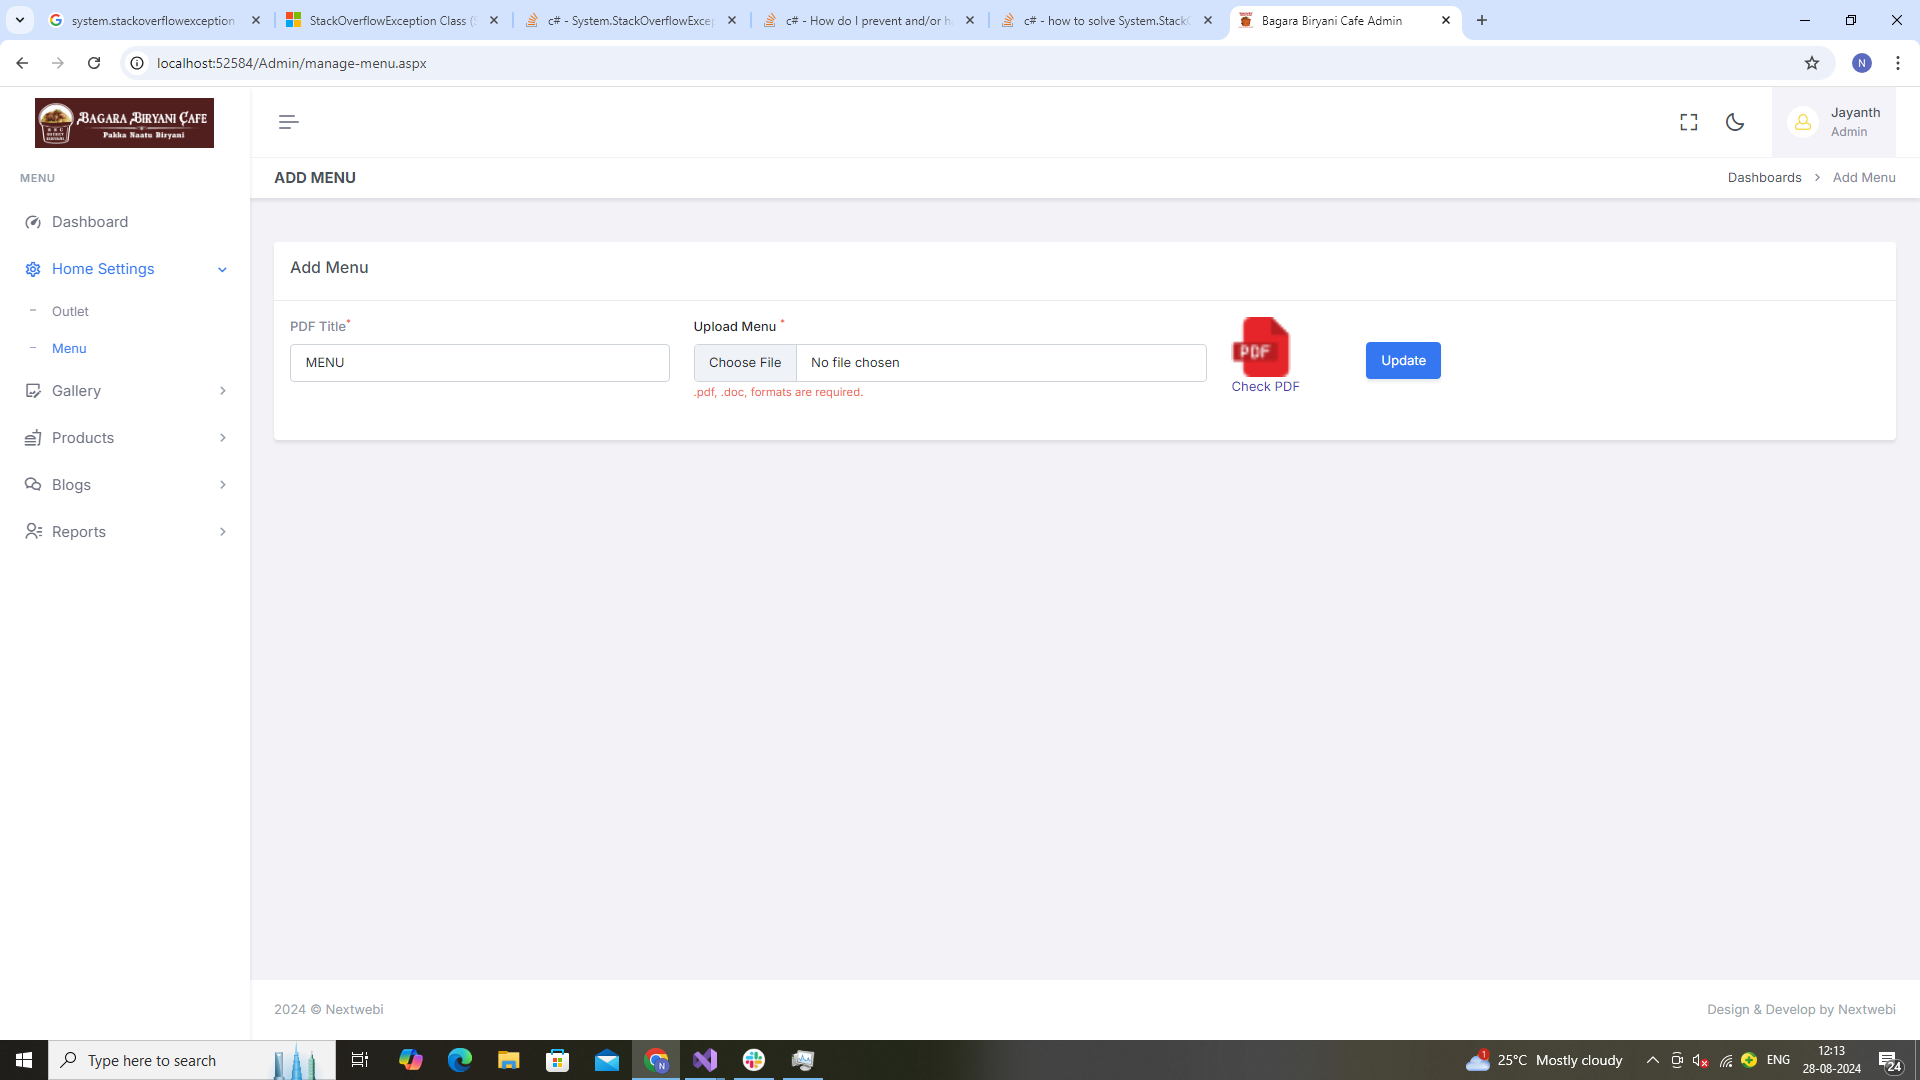 system.stackoverflowexception
StackOverflowException Class (S
c# - System.StackOverflowExcep
c# - How do I prevent and/or ha
c# - how to solve System.StackO
Bagara Biryani Cafe Admin
localhost:52584/Admin/manage-menu.aspx
N
BAGARA BIRYANI CAFE
Pakka Naatu Biryani
Jayanth
Admin
MENU
ADD MENU
Dashboards > Add Menu
Dashboard
Home Settings
- Outlet
- Menu
Gallery
Products
Blogs
Reports
Add Menu
PDF Title*
MENU
Upload Menu *
Choose File No file chosen
.pdf, .doc, formats are required.
PDF
Check PDF
Update
2024 © Nextwebi
Design & Develop by Nextwebi
Type here to search
N
1
25°C Mostly cloudy
ENG
12:13
28-08-2024
24